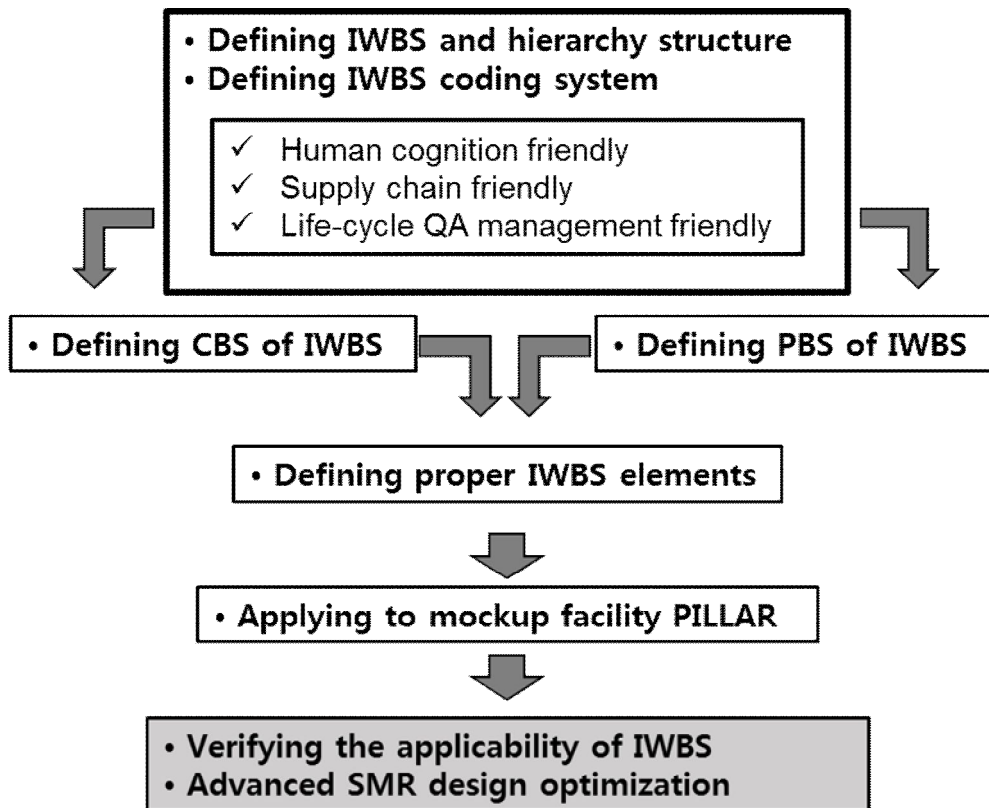 • Defining IWBS and hierarchy structure
• Defining IWBS coding system
✓ Human cognition friendly
✓ Supply chain friendly
✓ Life-cycle QA management friendly
• Defining CBS of IWBS
• Defining PBS of IWBS
• Defining proper IWBS elements
• Applying to mockup facility PILLAR
• Verifying the applicability of IWBS
• Advanced SMR design optimization